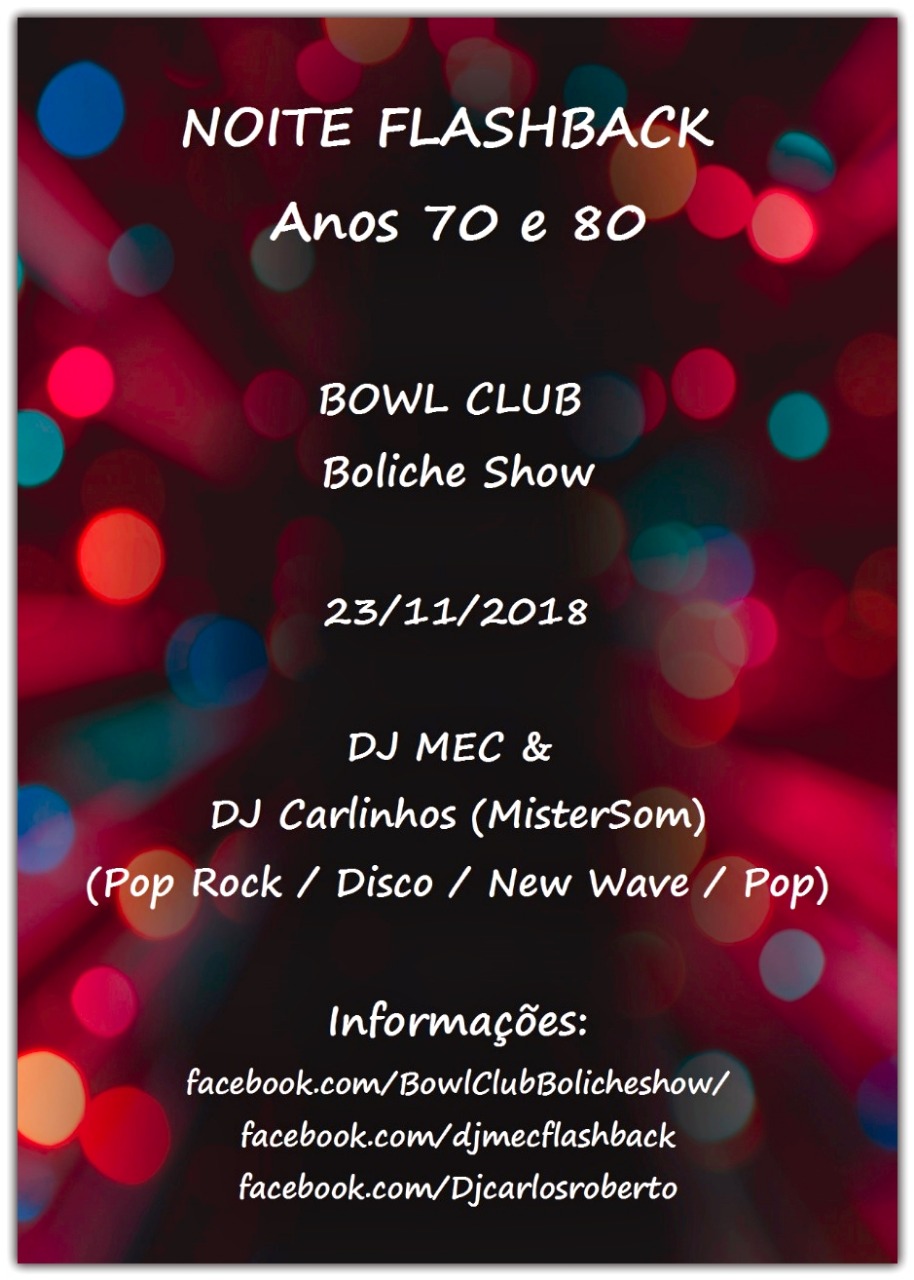 NOITE FLASHBACK
Anos 70 e 80
BOWL CLUB
Boliche Show
23/11/2018
DJ MEC &
DJ Carlinhos (MisterSom)
(Pop Rock / Disco / New Wave / Pop)
Informações:
facebook.com/BowlClubBolicheshow/
facebook.com/djmecflashback
facebook.com/Djcarlosroberto